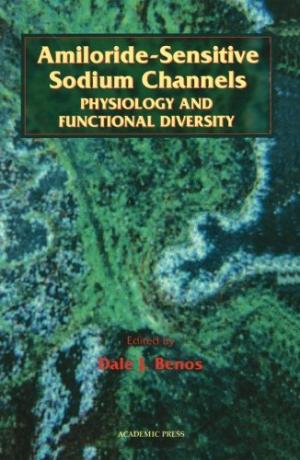 Amiloride-Sensitive
Sodium Channels
PHYSIOLOGY AND
FUNCTIONAL DIVERSITY
Edited by
Dale J. Benos
ACADEMIC PRESS